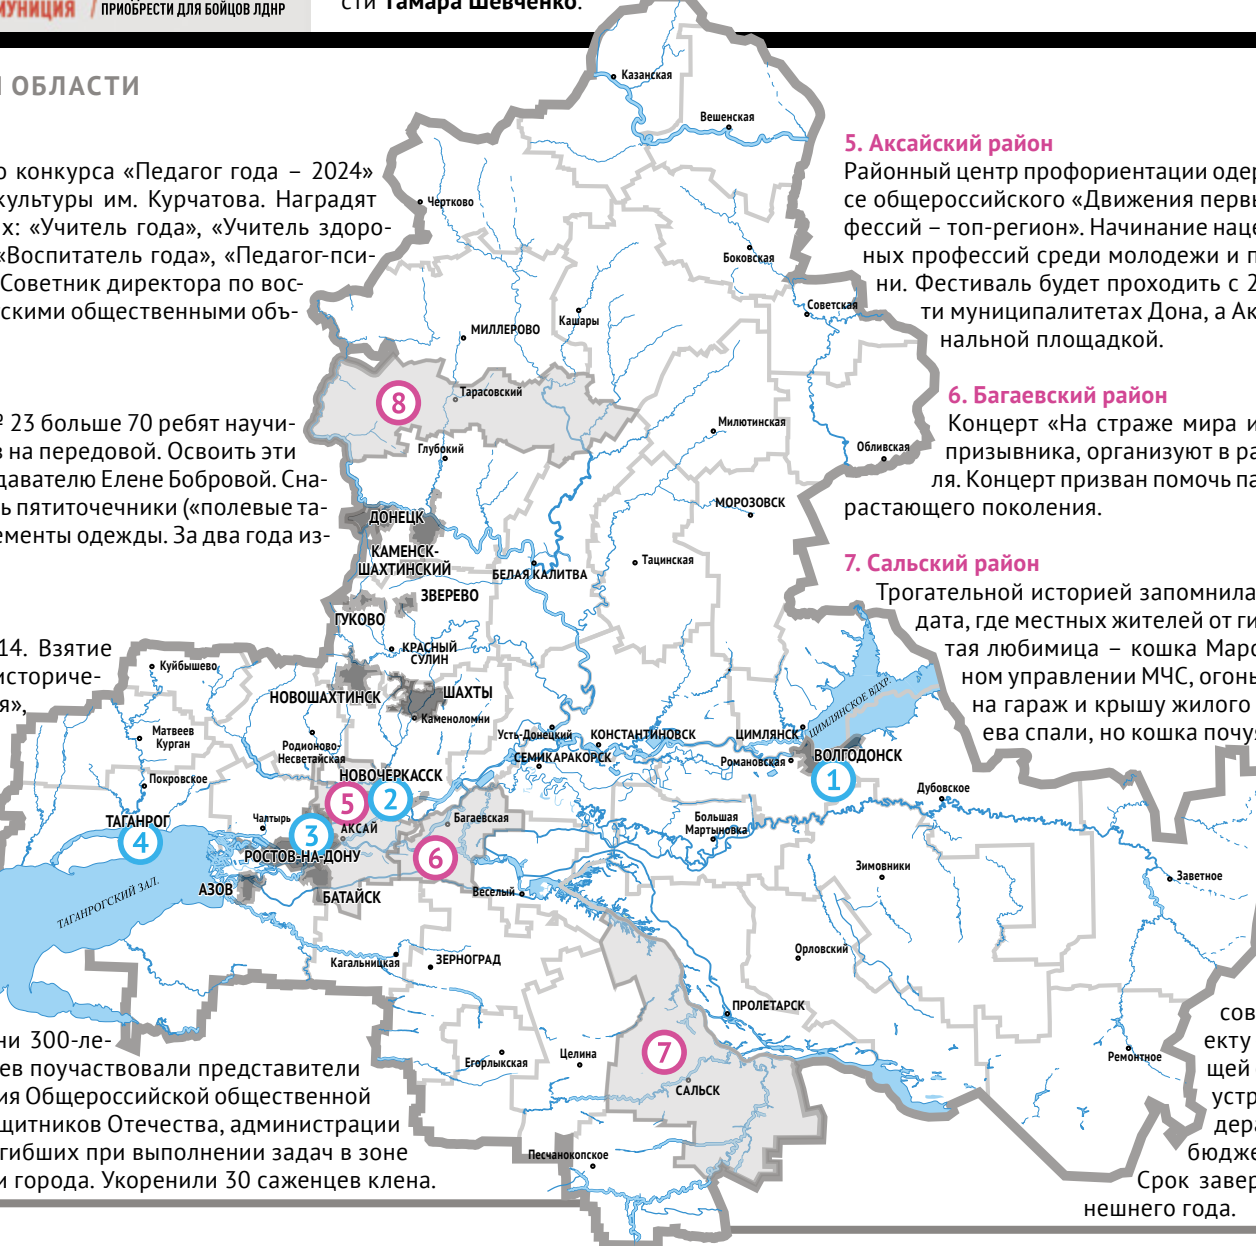 МУНИЦИЯ
ПРИОБРЕСТИ ДЛЯ БОЙЦОВ ЛДНР
сти Тамара Шевченко.
ОБЛАСТИ
конкурса «Педагог года – 2024»
культуры им. Курчатова. Наградят
х: «Учитель года», «Учитель здоро-
«Воспитатель года», «Педагог-пси-
Советник директора по вос-
скими общественными объ-
23 больше 70 ребят научи-
в на передовой. Освоить эти
давателю Елене Бобровой. Сна-
ь пятиточечники («полевые та-
ементы одежды. За два года из-
14. Взятие
историче-
я»,
ни 300-ле-
ев поучаствовали представители
ия Общероссийской общественной
щитников Отечества, администрации
гибших при выполнении задач в зоне
и города. Укоренили 30 саженцев клена.
5. Аксайский район
Районный центр профориентации одер
се общероссийского «Движения первы
фессий – топ-регион». Начинание наце
ных профессий среди молодежи и п
ни. Фестиваль будет проходить с 2
ти муниципалитетах Дона, а Ак
нальной площадкой.
6. Багаевский район
Концерт «На страже мира и
призывника, организуют в ра
ля. Концерт призван помочь па
растающего поколения.
7. Сальский район
Трогательной историей запомнила
дата, где местных жителей от ги
тая любимица – кошка Марс
ном управлении МЧС, огонь
на гараж и крышу жилого
ева спали, но кошка почуя
сов
екту
щей
устр
дера
бюдже
Срок завер
нешнего года.
Казанская
Вешенская
Чертково
Боковская
Советская
Кашары
МИЛЛЕРОВО
8
Тарасовский
Милютинская
Обливская
Глубокий
МОРОЗОВСК
ДОНЕЦК
КАМЕНСК-
ШАХТИНСКИЙ
Тацинская
БЕЛАЯ КАЛИТВА
ЗВЕРЕВО
ГУКОВО
КРАСНЫЙ
СУЛИН
Куйбышево
НОВОШАХТИНСК
ШАХТЫ
Каменоломни
ЦИМЛЯНСКОЕ ВДХР.
Матвеев
Курган
Родионово-
Несветайская
Усть-Донецкий
КОНСТАНТИНОВСК
ЦИМЛЯНСК
СЕМИКАРАКОРСК
Романовская
ВОЛГОДОНСК
1
Покровское
НОВОЧЕРКАССК
5
2
Дубовское
ТАГАНРОГ
4
Чалтырь
3
АКСАЙ
Багаевская
6
Большая
Мартыновка
РОСТОВ-НА-ДОНУ
Зимовники
Заветное
АЗОВ
БАТАЙСК
Веселый
ТАГАНРОГСКИЙ ЗАЛ.
Кагальницкая
ЗЕРНОГРАД
Орловский
ПРОЛЕТАРСК
Егорлыкская
Целина
7
САЛЬСК
Ремонтное
Песчанокопское